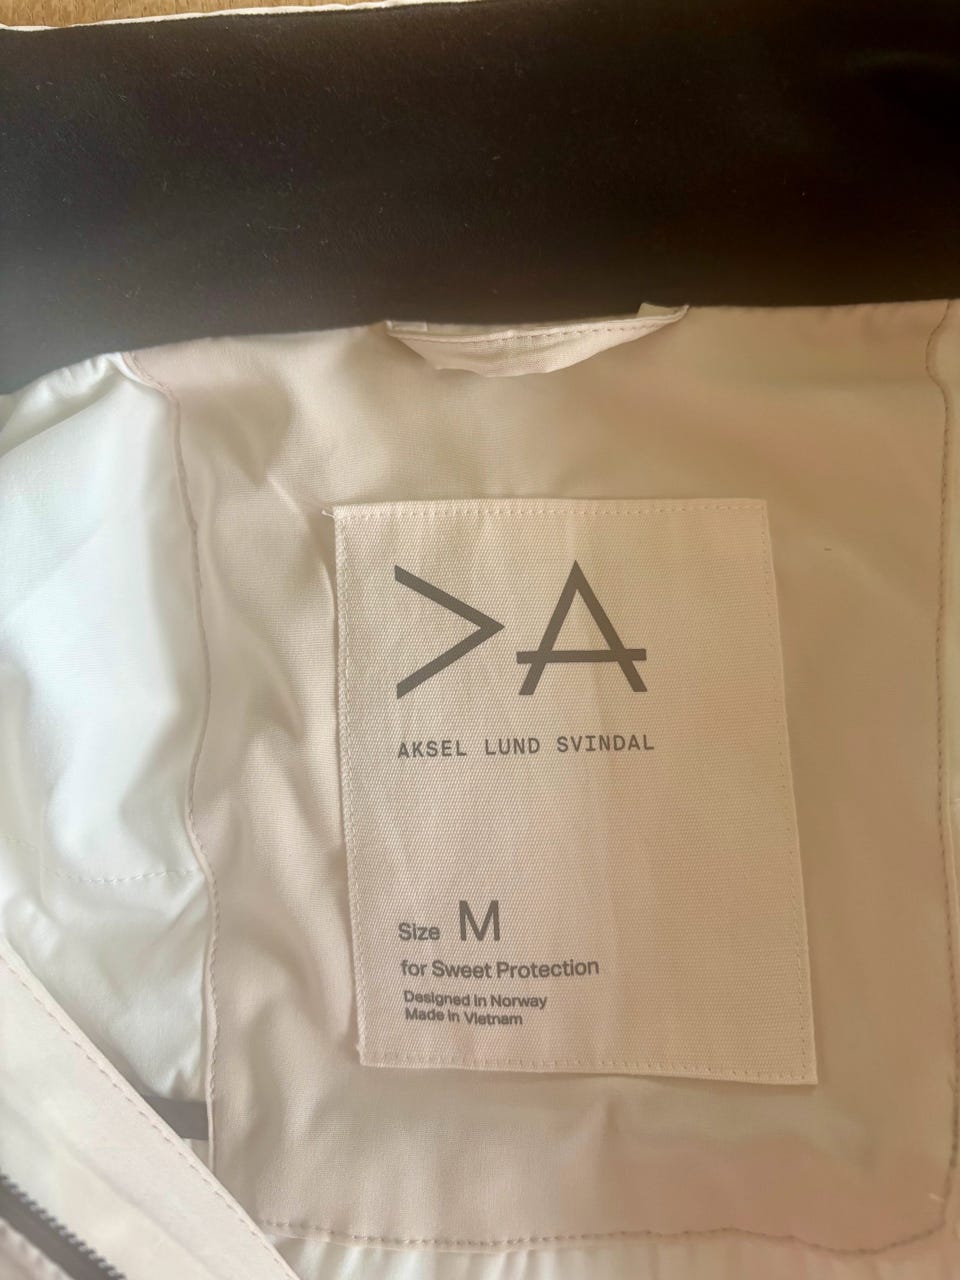 >A
AKSEL LUND SVINDAL
Size M
for Sweet Protection
Designed in Norway
Made in Vietnam